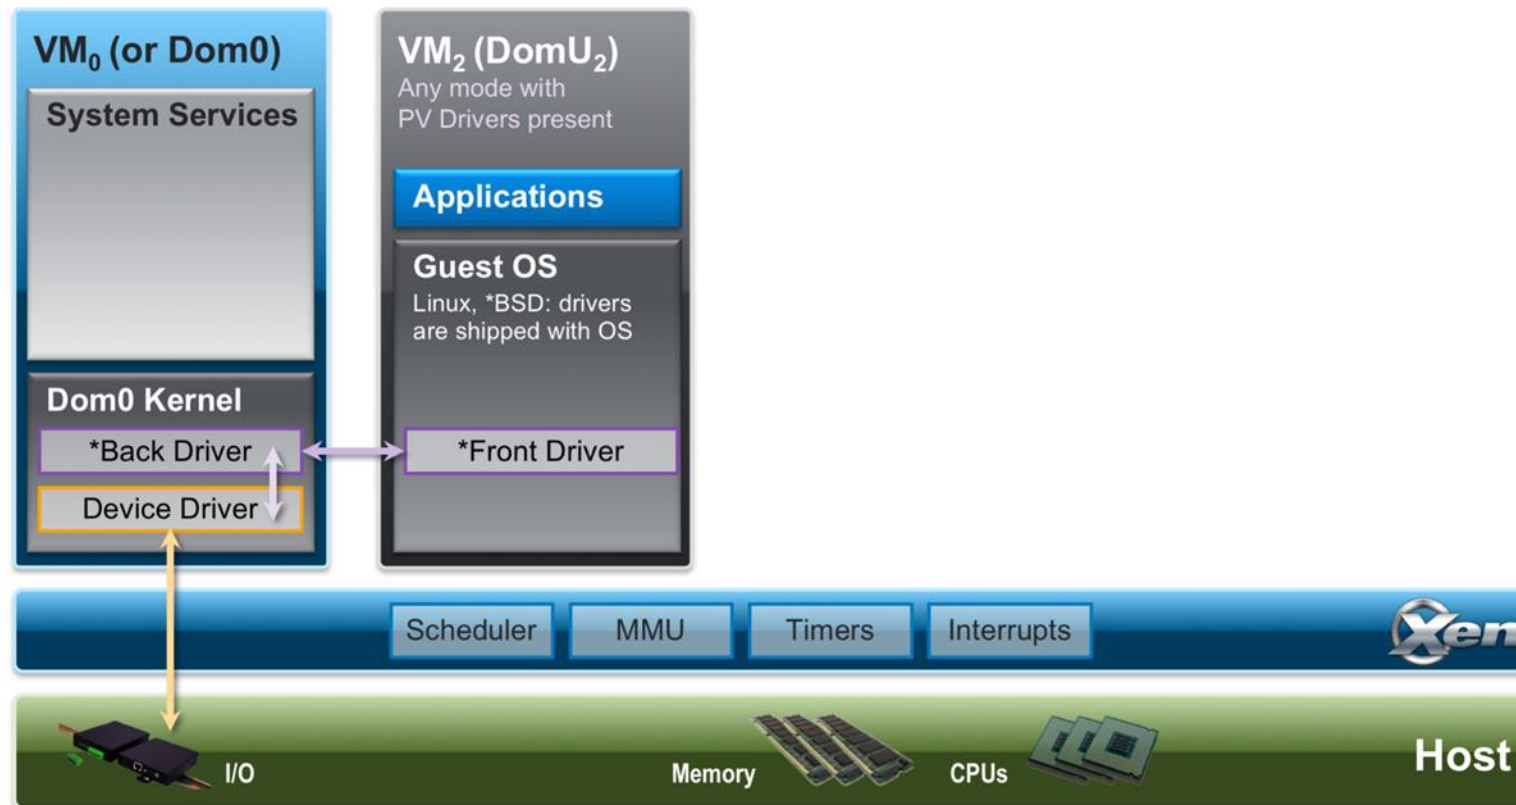 VM₀ (or Dom0)
System Services
Dom0 Kernel
*Back Driver
Device Driver
VM₂ (DomU₂)
Any mode with
PV Drivers present
Applications
Guest OS
Linux, *BSD: drivers
are shipped with OS
*Front Driver
Scheduler
MMU
Timers
Interrupts
Xen
I/O
Memory
CPUs
Host